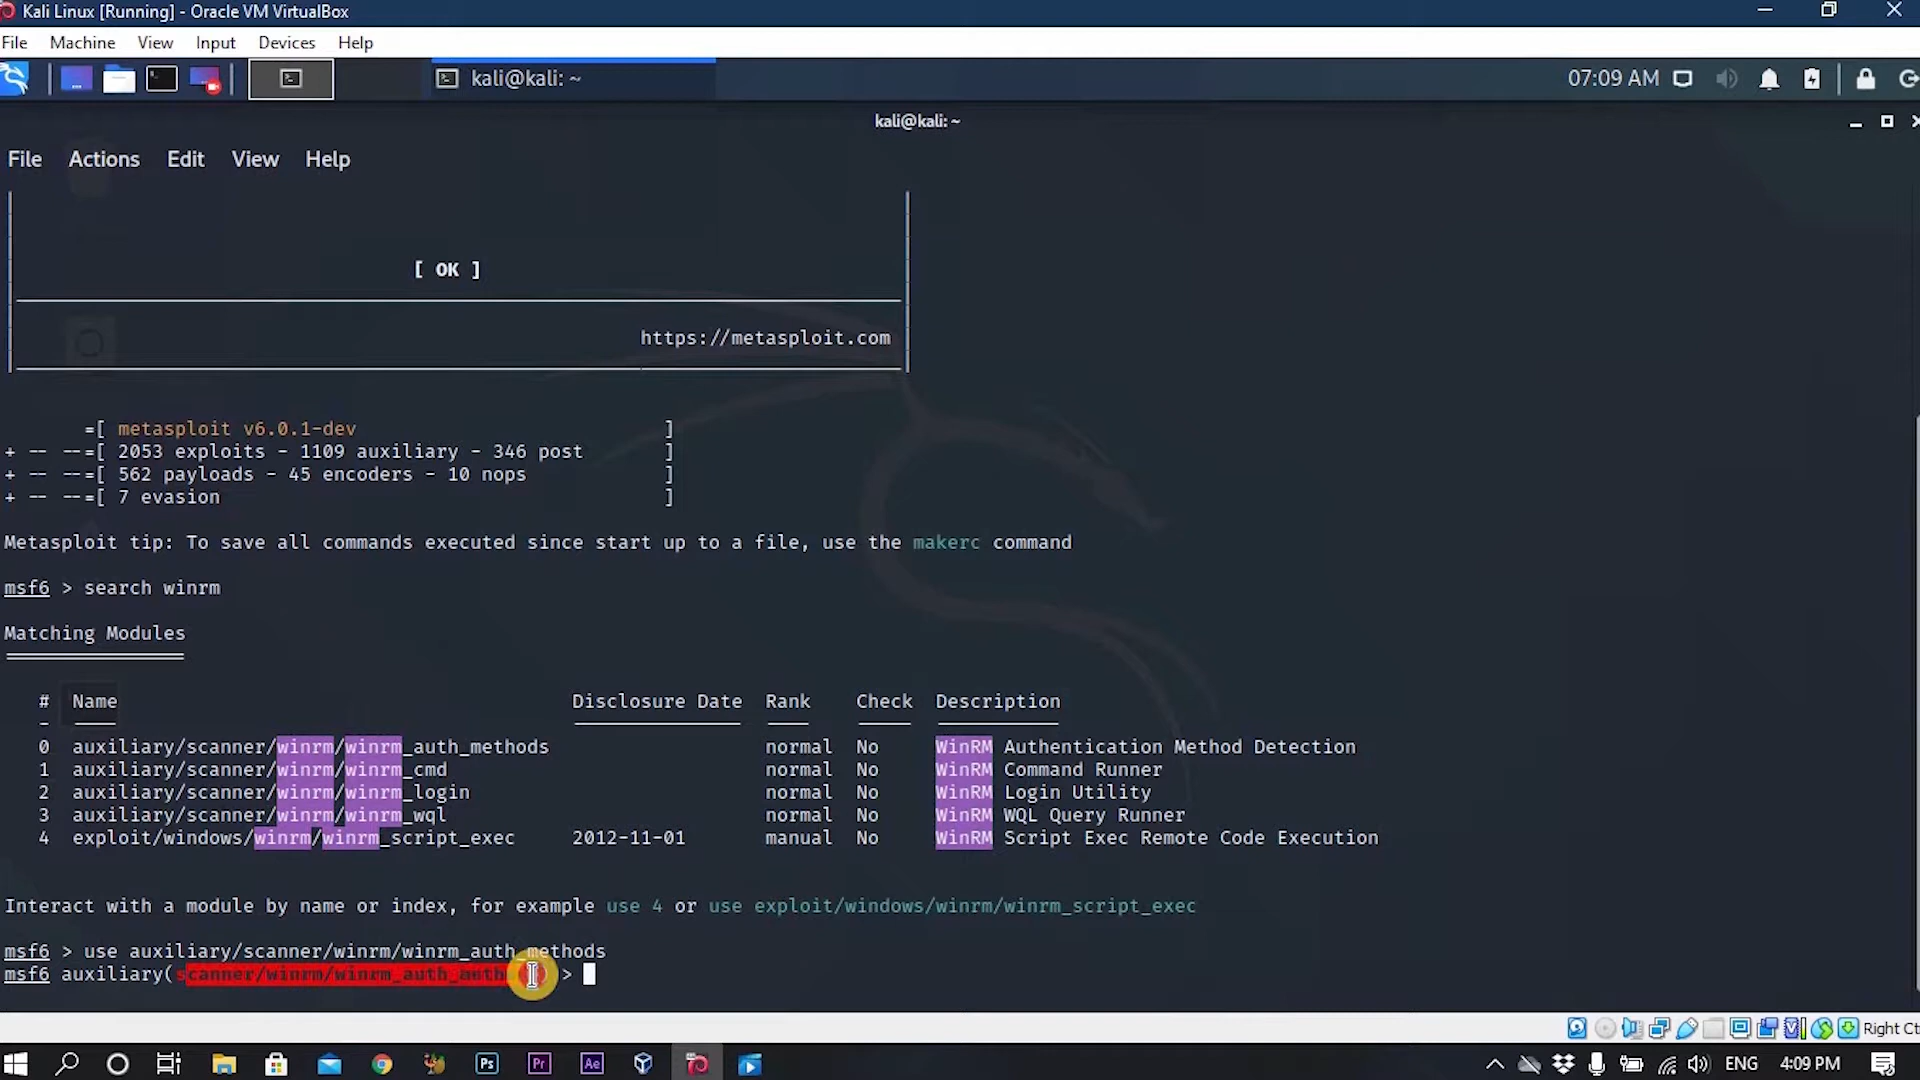 Kali Linux [Running] - Oracle VM VirtualBox
File Machine View Input Devices Help
kali@kali: ~
07:09 AM
kali@kali: ~
File Actions Edit View Help
[ OK ]
https://metasploit.com
=[ metasploit v6.0.1-dev ]
+ -- --=[ 2053 exploits - 1109 auxiliary - 346 post ]
+ -- --=[ 562 payloads - 45 encoders - 10 nops ]
+ -- --=[ 7 evasion ]
Metasploit tip: To save all commands executed since start up to a file, use the makerc command
msf6 > search winrm
Matching Modules
# Name Disclosure Date Rank Check Description
0 auxiliary/scanner/winrm/winrm_auth_methods normal No WinRM Authentication Method Detection
1 auxiliary/scanner/winrm/winrm_cmd normal No WinRM Command Runner
2 auxiliary/scanner/winrm/winrm_login normal No WinRM Login Utility
3 auxiliary/scanner/winrm/winrm_wql normal No WinRM WQL Query Runner
4 exploit/windows/winrm/winrm_script_exec 2012-11-01 manual No WinRM Script Exec Remote Code Execution
Interact with a module by name or index, for example use 4 or use exploit/windows/winrm/winrm_script_exec
msf6 > use auxiliary/scanner/winrm/winrm_auth_methods
msf6 auxiliary(scanner/winrm/winrm_auth_meth >
Right Ct
Ps Pr Ae ENG 4:09 PM